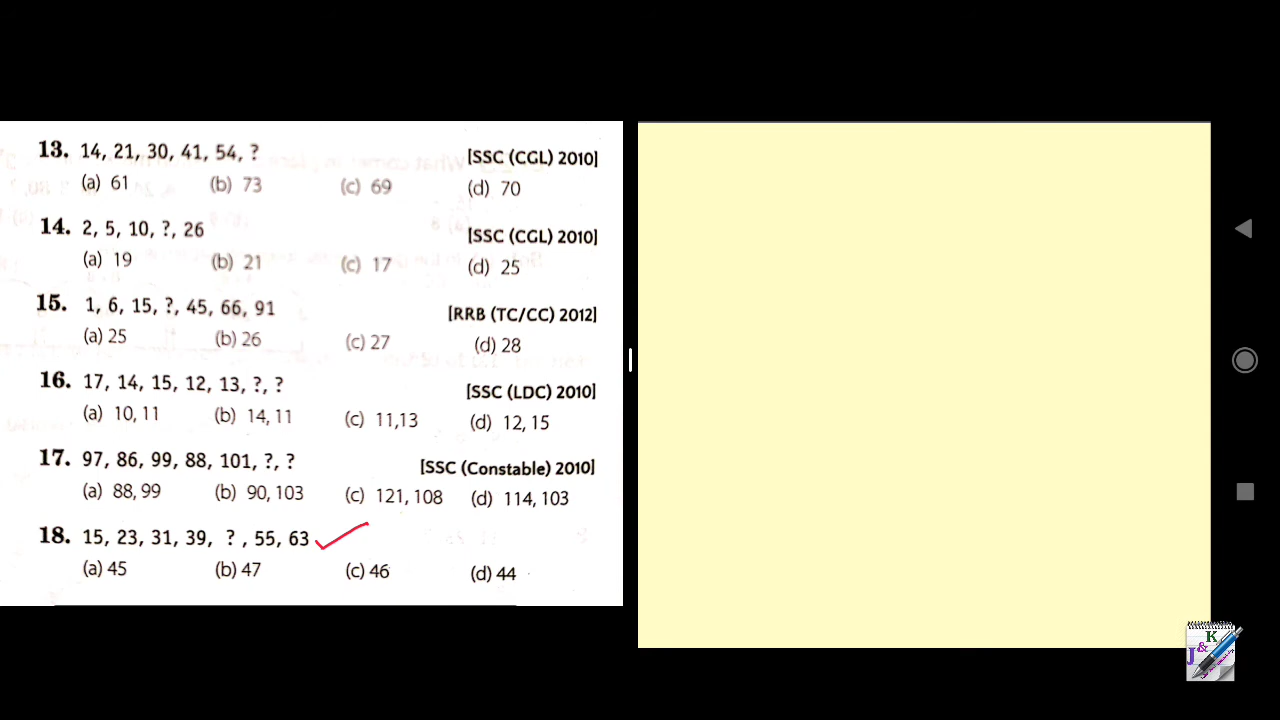 13. 14, 21, 30, 41, 54, ? [SSC (CGL) 2010]
(a) 61 (b) 73 (c) 69 (d) 70
14. 2, 5, 10, ?, 26 [SSC (CGL) 2010]
(a) 19 (b) 21 (c) 17 (d) 25
15. 1, 6, 15, ?, 45, 66, 91 [RRB (TC/CC) 2012]
(a) 25 (b) 26 (c) 27 (d) 28
16. 17, 14, 15, 12, 13, ?, ? [SSC (LDC) 2010]
(a) 10, 11 (b) 14, 11 (c) 11,13 (d) 12, 15
17. 97, 86, 99, 88, 101, ?, ? [SSC (Constable) 2010]
(a) 88, 99 (b) 90, 103 (c) 121, 108 (d) 114, 103
18. 15, 23, 31, 39, ? , 55, 63
(a) 45 (b) 47 (c) 46 (d) 44
J&K